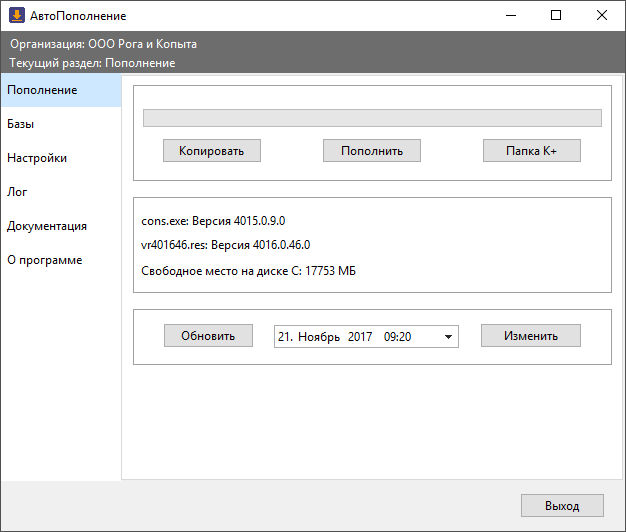 АвтоПополнение
Организация: ООО Рога и Копыта
Текущий раздел: Пополнение
Пополнение
Базы
Настройки
Лог
Документация
О программе
Копировать Пополнить Папка К+
cons.exe: Версия 4015.0.9.0
vr401646.res: Версия 4016.0.46.0
Свободное место на диске C: 17753 МБ
Обновить 21. Ноябрь 2017 09:20 Изменить
Выход